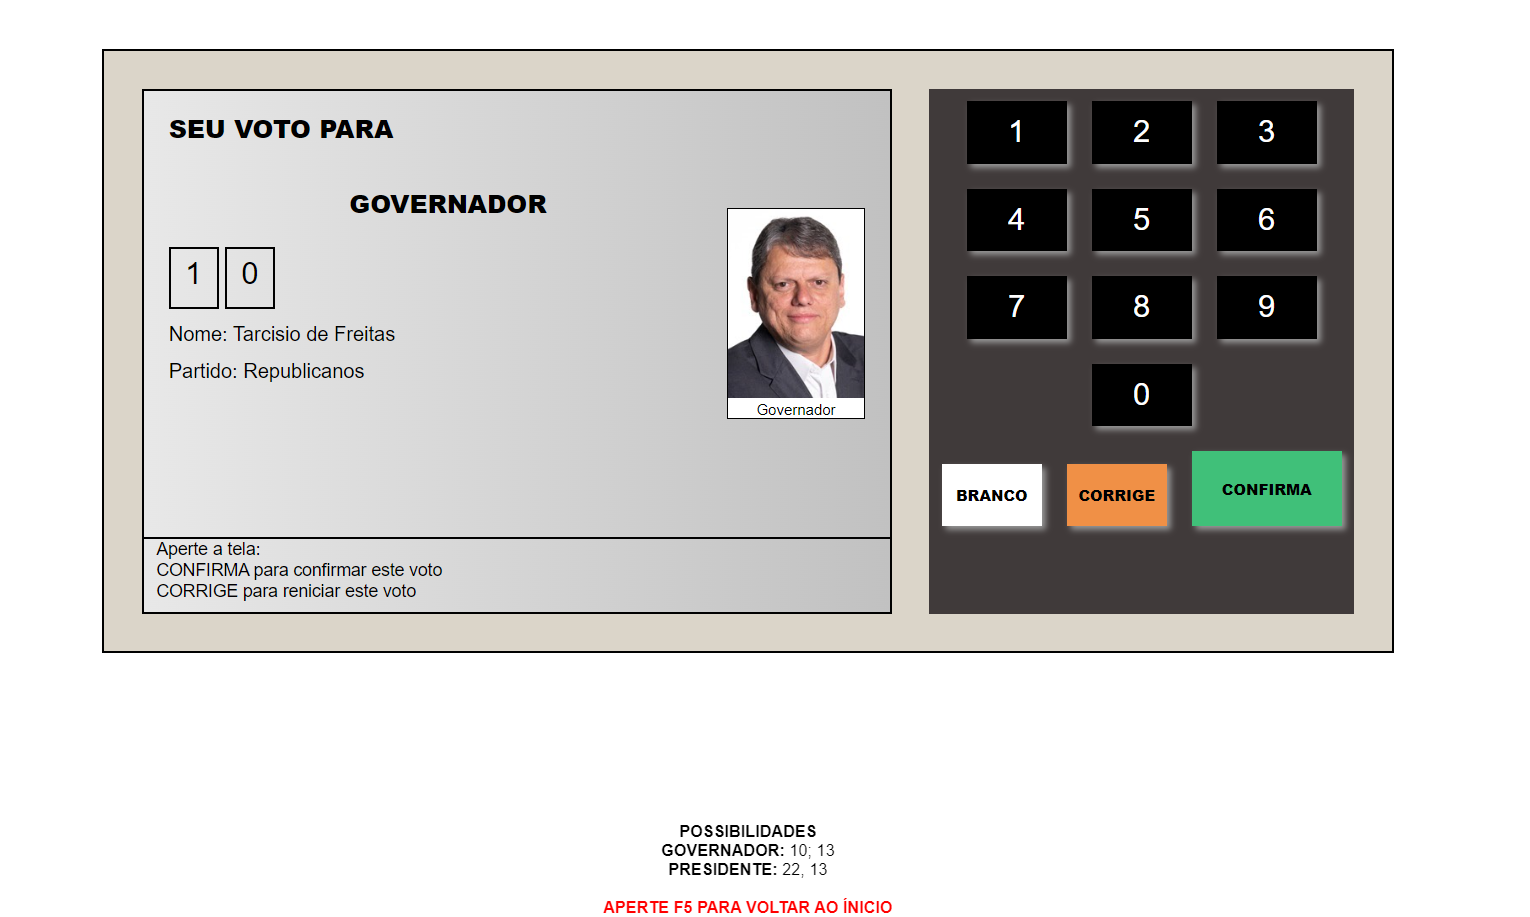 SEU VOTO PARA
GOVERNADOR
1 0
Nome: Tarcisio de Freitas
Partido: Republicanos
Governador
Aperte a tela:
CONFIRMA para confirmar este voto
CORRIGE para reniciar este voto
1 2 3
4 5 6
7 8 9
0
BRANCO CORRIGE CONFIRMA
POSSIBILIDADES
GOVERNADOR: 10; 13
PRESIDENTE: 22, 13
APERTE F5 PARA VOLTAR AO ÍNICIO